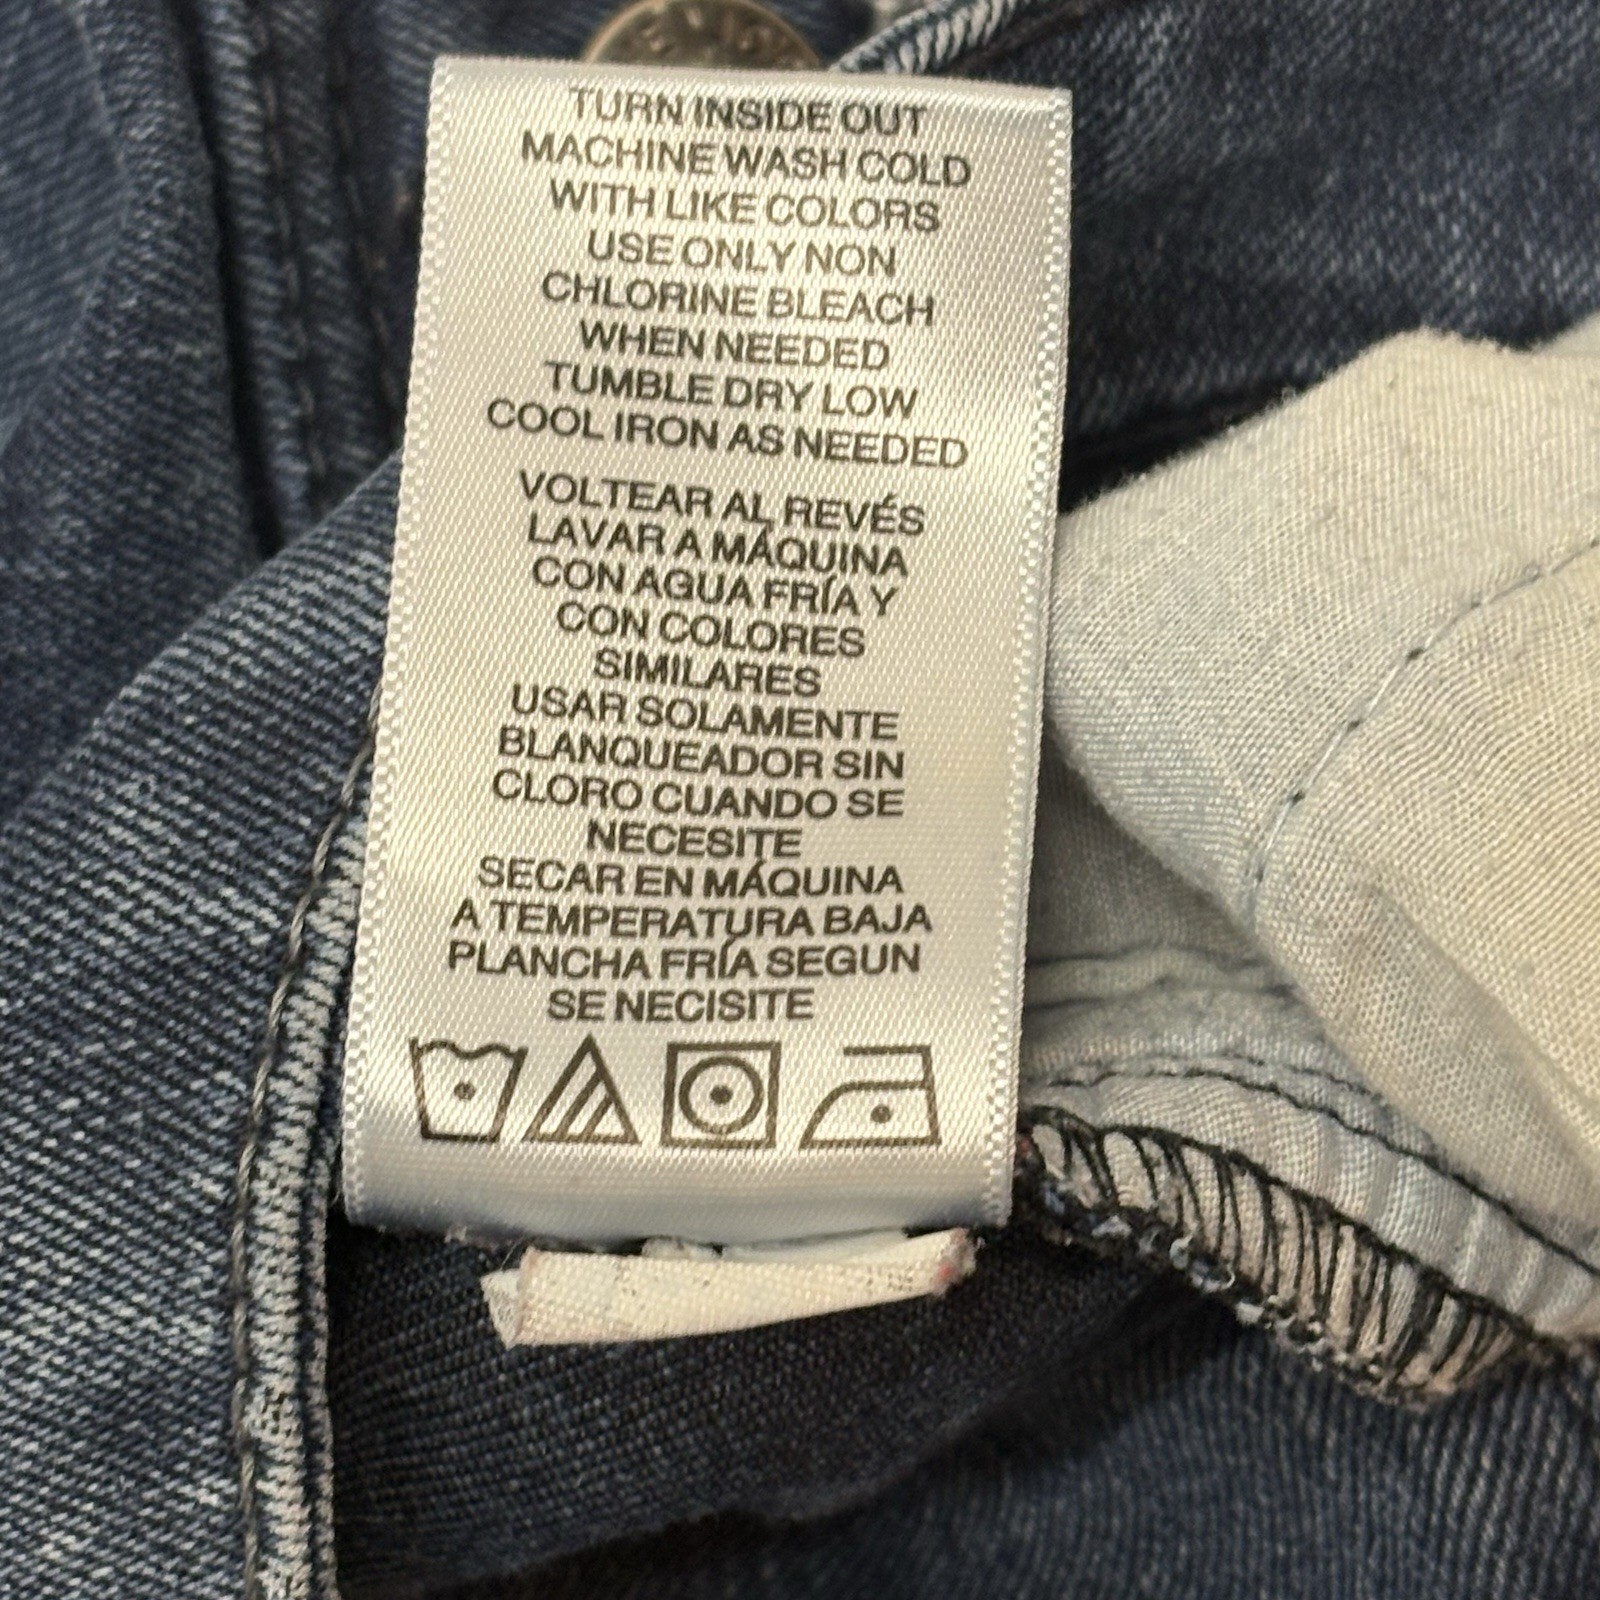 TURN INSIDE OUT
MACHINE WASH COLD
WITH LIKE COLORS
USE ONLY NON
CHLORINE BLEACH
WHEN NEEDED
TUMBLE DRY LOW
COOL IRON AS NEEDED
VOLTEAR AL REVÉS
LAVAR A MÁQUINA
CON AGUA FRÍA Y
CON COLORES
SIMILARES
USAR SOLAMENTE
BLANQUEADOR SIN
CLORO CUANDO SE
NECESITE
SECAR EN MÁQUINA
A TEMPERATURA BAJA
PLANCHA FRÍA SEGUN
SE NECISITE